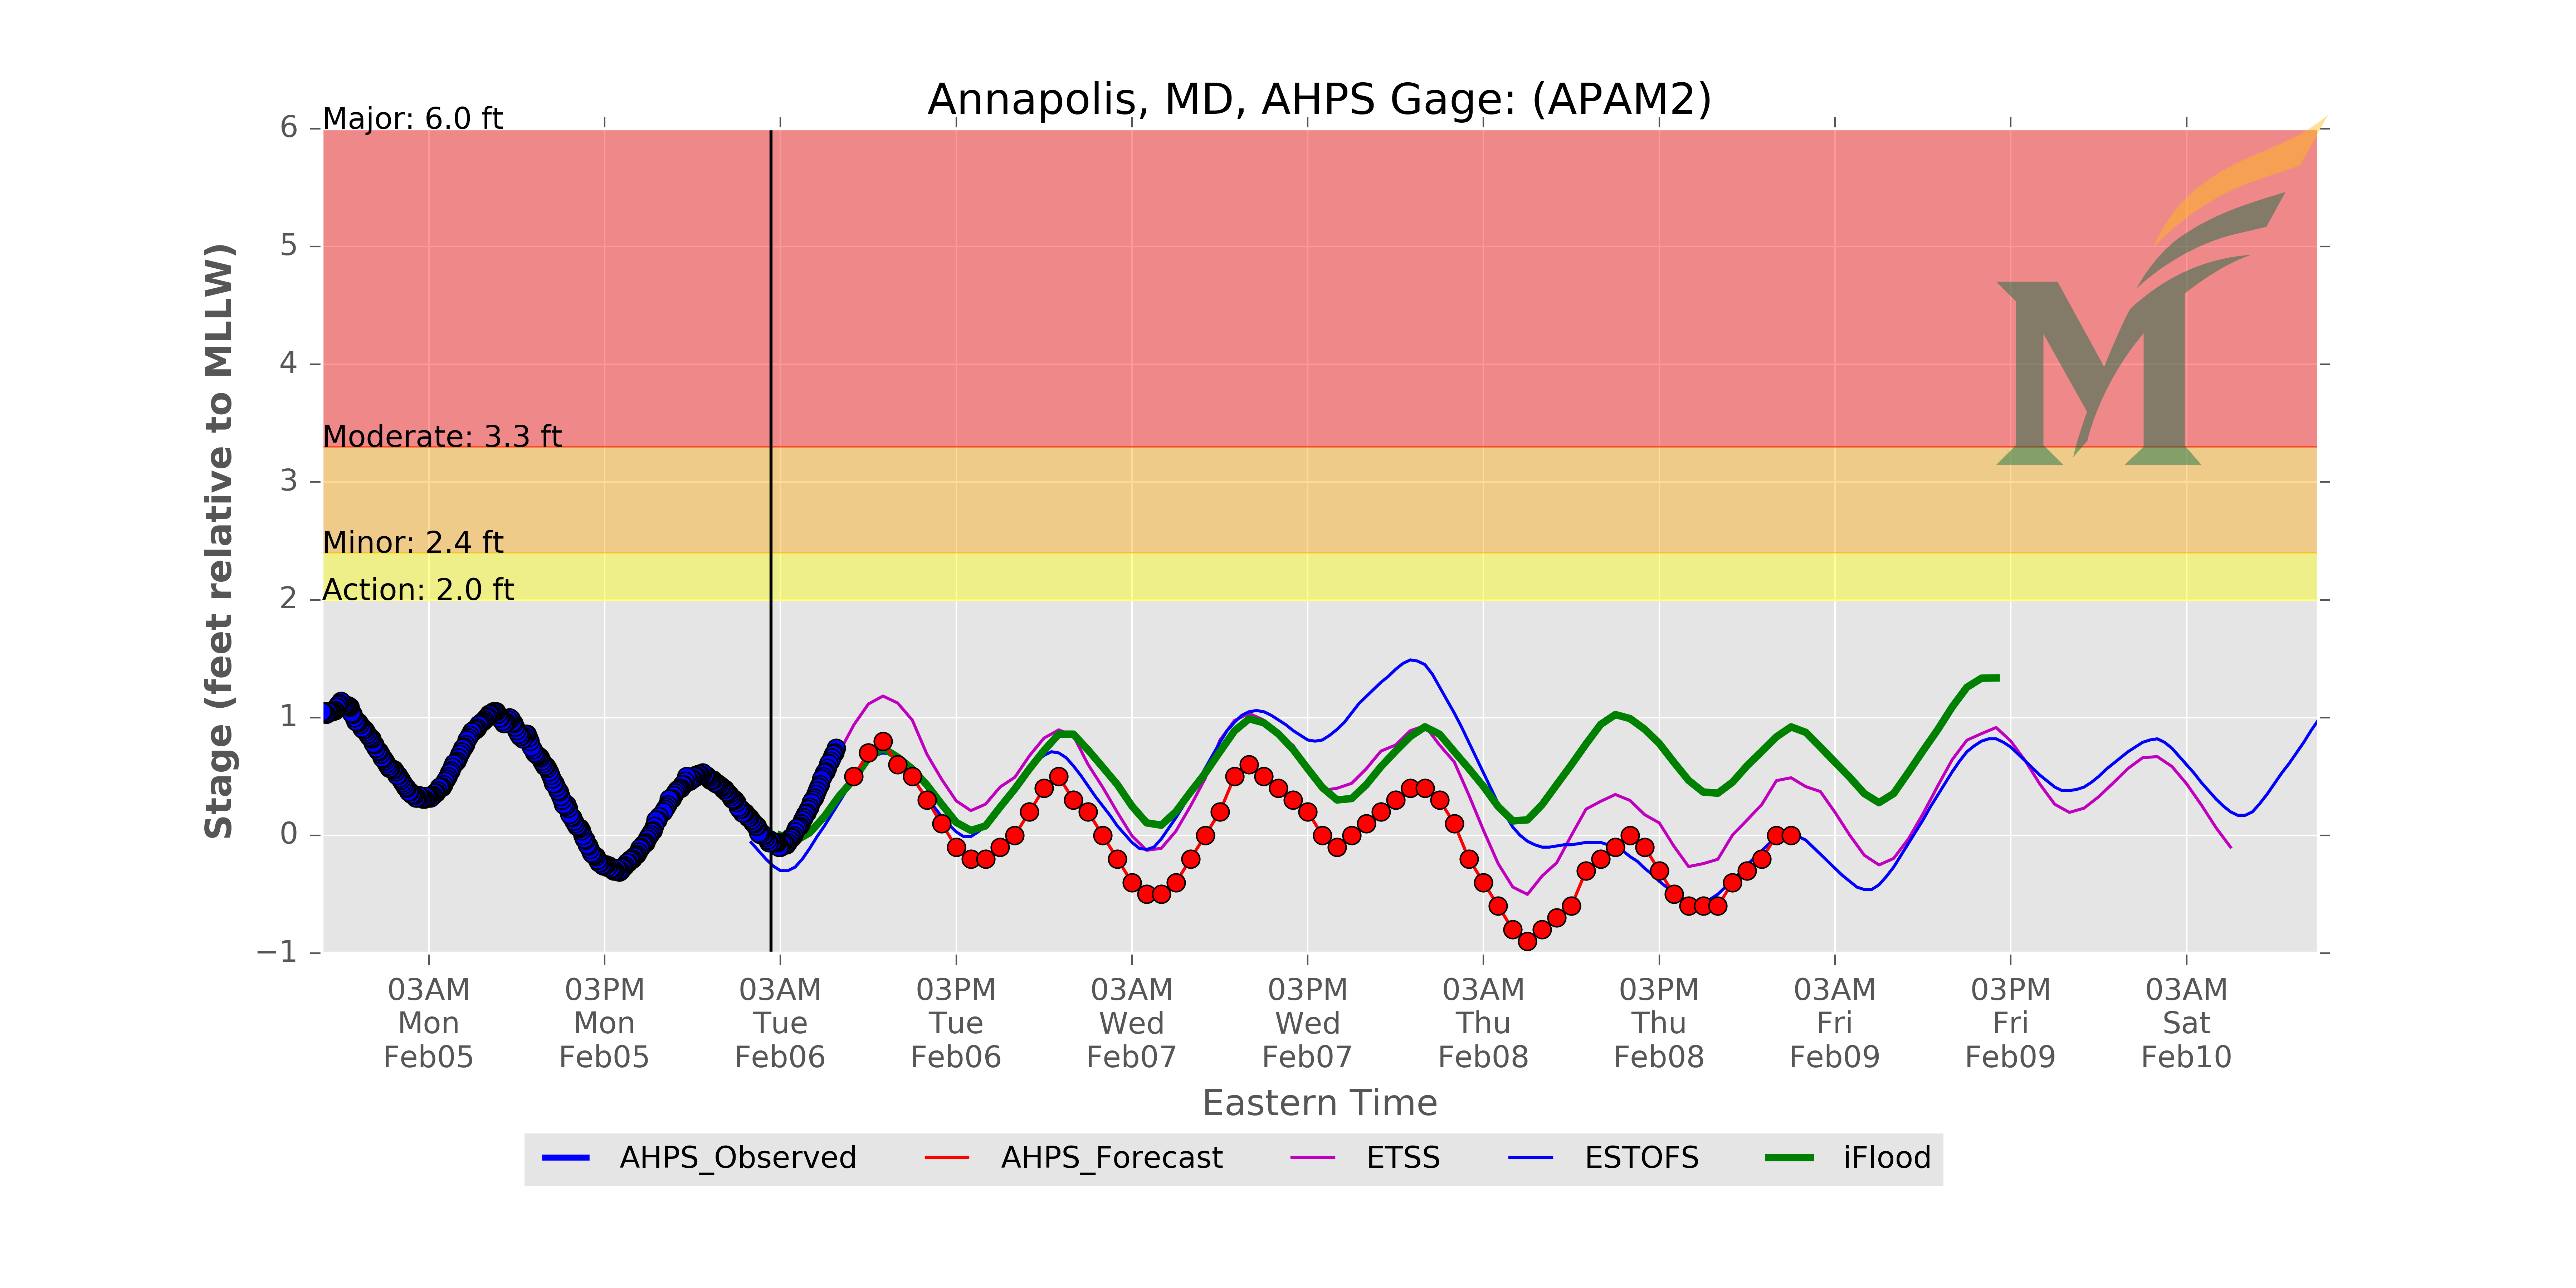 Annapolis, MD, AHPS Gage: (APAM2)
Major: 6.0 ft
Moderate: 3.3 ft
Minor: 2.4 ft
Action: 2.0 ft
6
5
4
3
2
1
0
−1
Stage (feet relative to MLLW)
03AM 03PM 03AM 03PM 03AM 03PM 03AM 03PM 03AM 03PM 03AM
Mon Mon Tue Tue Wed Wed Thu Thu Fri Fri Sat
Feb05 Feb05 Feb06 Feb06 Feb07 Feb07 Feb08 Feb08 Feb09 Feb09 Feb10
Eastern Time
AHPS_Observed AHPS_Forecast ETSS ESTOFS iFlood
M